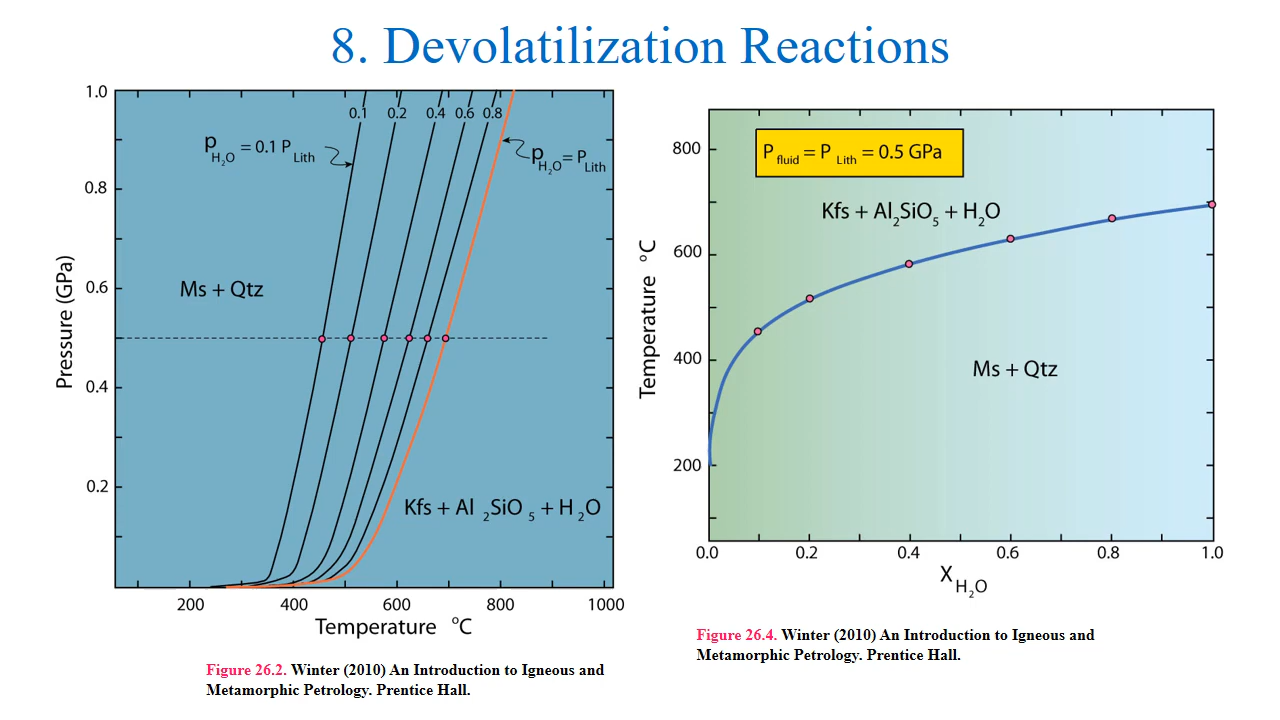 8. Devolatilization Reactions
1.0
0.8
0.6
0.4
0.2
Pressure (GPa)
0.1 0.2 0.4 0.6 0.8
pH₂O = 0.1 PLith
pH₂O = PLith
Ms + Qtz
Kfs + Al₂SiO₅ + H₂O
200 400 600 800 1000
Temperature °C
Figure 26.2. Winter (2010) An Introduction to Igneous and
Metamorphic Petrology. Prentice Hall.
800
600
400
200
Temperature °C
Pfluid = PLith = 0.5 GPa
Kfs + Al₂SiO₅ + H₂O
Ms + Qtz
0.0 0.2 0.4 0.6 0.8 1.0
XH₂O
Figure 26.4. Winter (2010) An Introduction to Igneous and
Metamorphic Petrology. Prentice Hall.